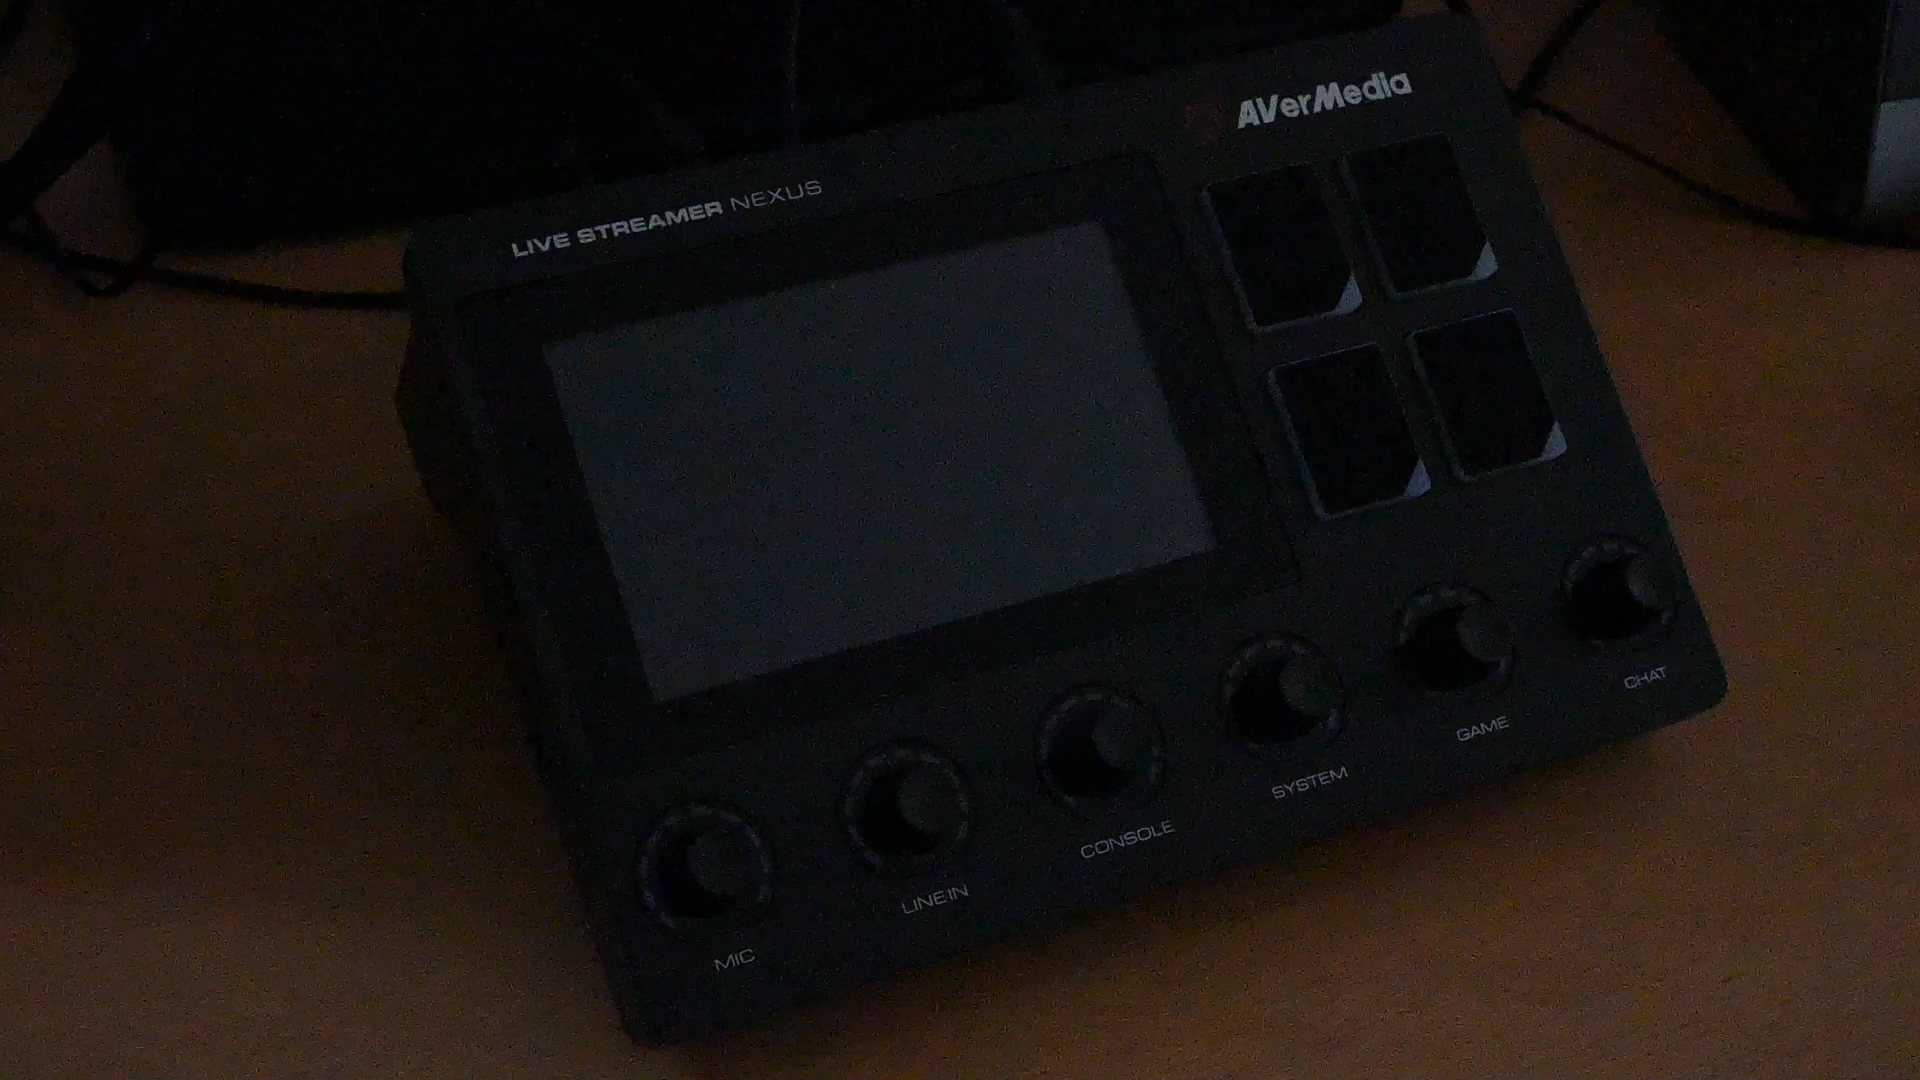 AVerMedia
LIVE STREAMER NEXUS
MIC
LINE IN
CONSOLE
SYSTEM
GAME
CHAT